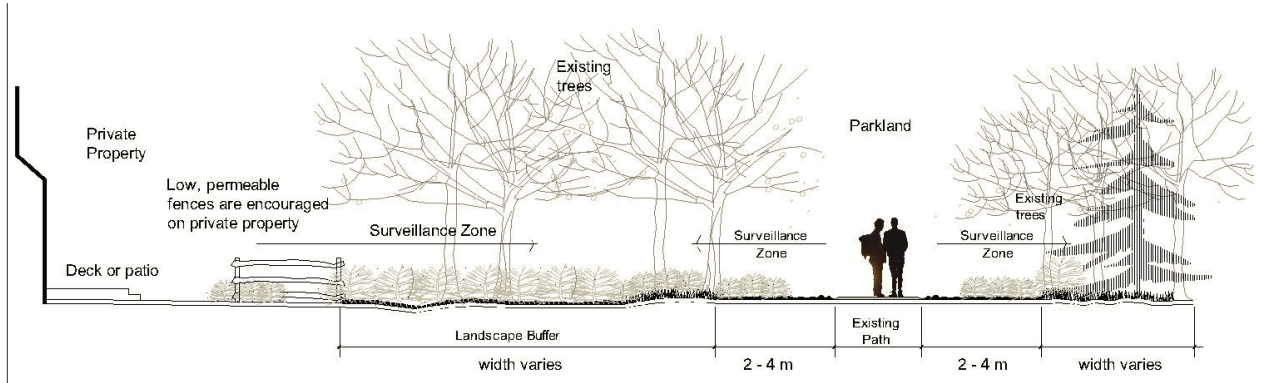 Existing
trees
Private
Property
Parkland
Low, permeable
fences are encouraged
on private property
Existing
trees
Surveillance Zone
Surveillance
Zone
Surveillance
Zone
Deck or patio
Landscape Buffer
Existing
Path
width varies
2 - 4 m
2 - 4 m
width varies